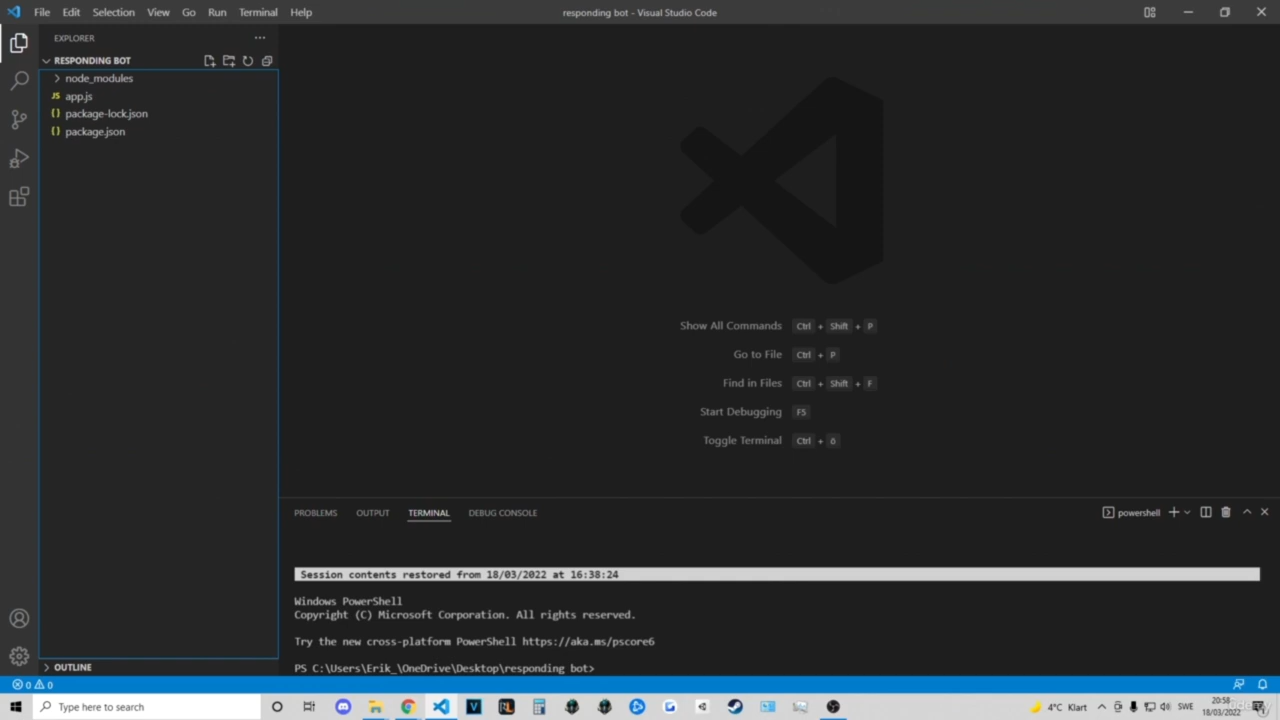 File Edit Selection View Go Run Terminal Help
responding bot - Visual Studio Code
EXPLORER
RESPONDING BOT
node_modules
JS app.js
{} package-lock.json
{} package.json
Show All Commands Ctrl + Shift + P
Go to File Ctrl + P
Find in Files Ctrl + Shift + F
Start Debugging F5
Toggle Terminal Ctrl + ö
PROBLEMS OUTPUT TERMINAL DEBUG CONSOLE
powershell
Session contents restored from 18/03/2022 at 16:38:24
Windows PowerShell
Copyright (C) Microsoft Corporation. All rights reserved.
Try the new cross-platform PowerShell https://aka.ms/pscore6
PS C:\Users\Erik_\OneDrive\Desktop\responding bot>
OUTLINE
0 0
Type here to search
4°C Klart
SWE
20:58
18/03/2022